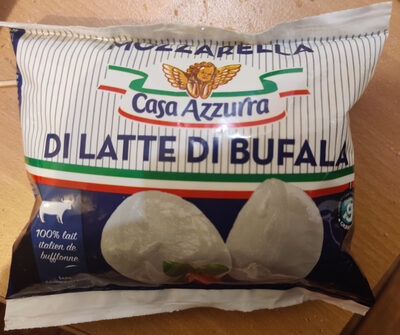 MOZZARELLA
Casa Azzurra
DI LATTE DI BUFALA
100% lait
italien de
bufflonne.